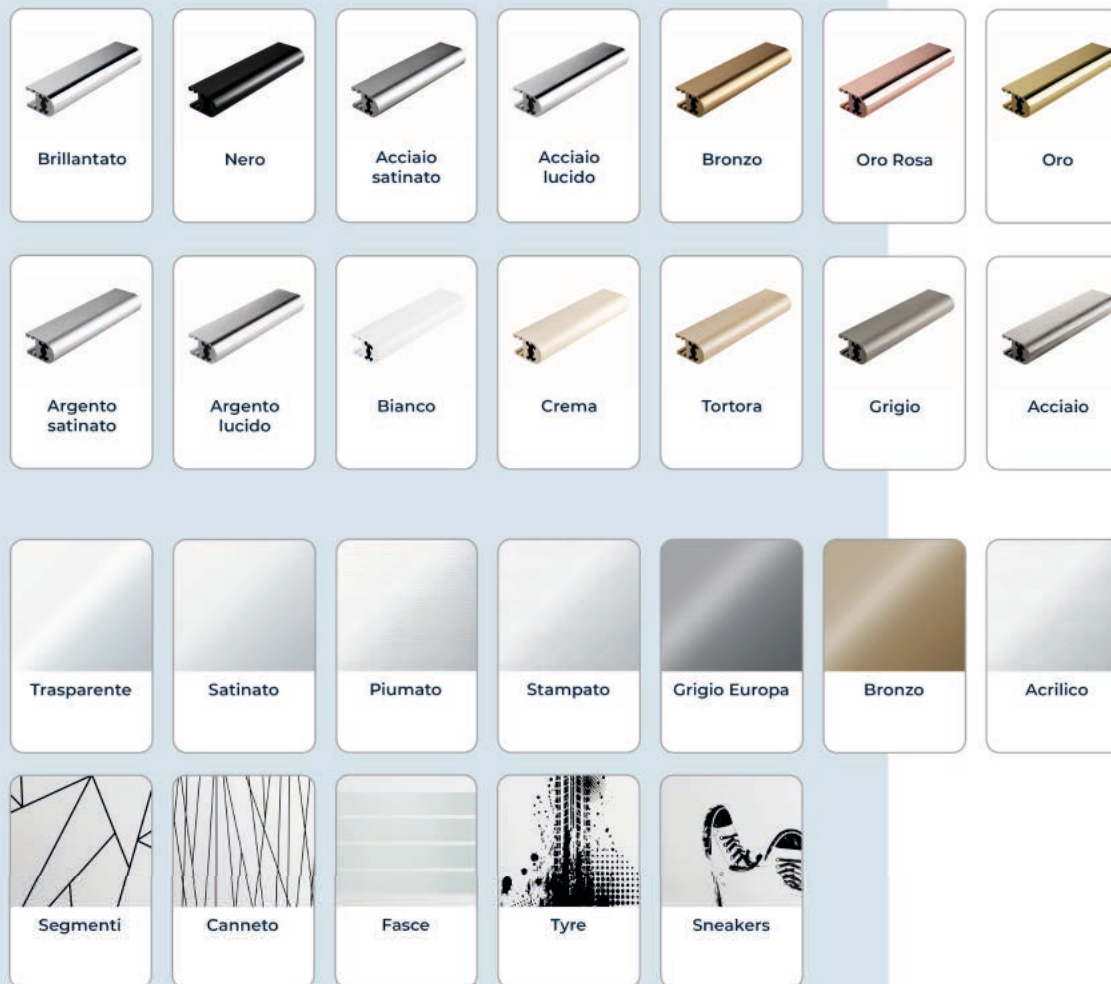 Brillantato
Nero
Acciaio
satinato
Acciaio
lucido
Bronzo
Oro Rosa
Oro
Argento
satinato
Argento
lucido
Bianco
Crema
Tortora
Grigio
Acciaio
Trasparente
Satinato
Piumato
Stampato
Grigio Europa
Bronzo
Acrilico
Segmenti
Canneto
Fasce
Tyre
Sneakers